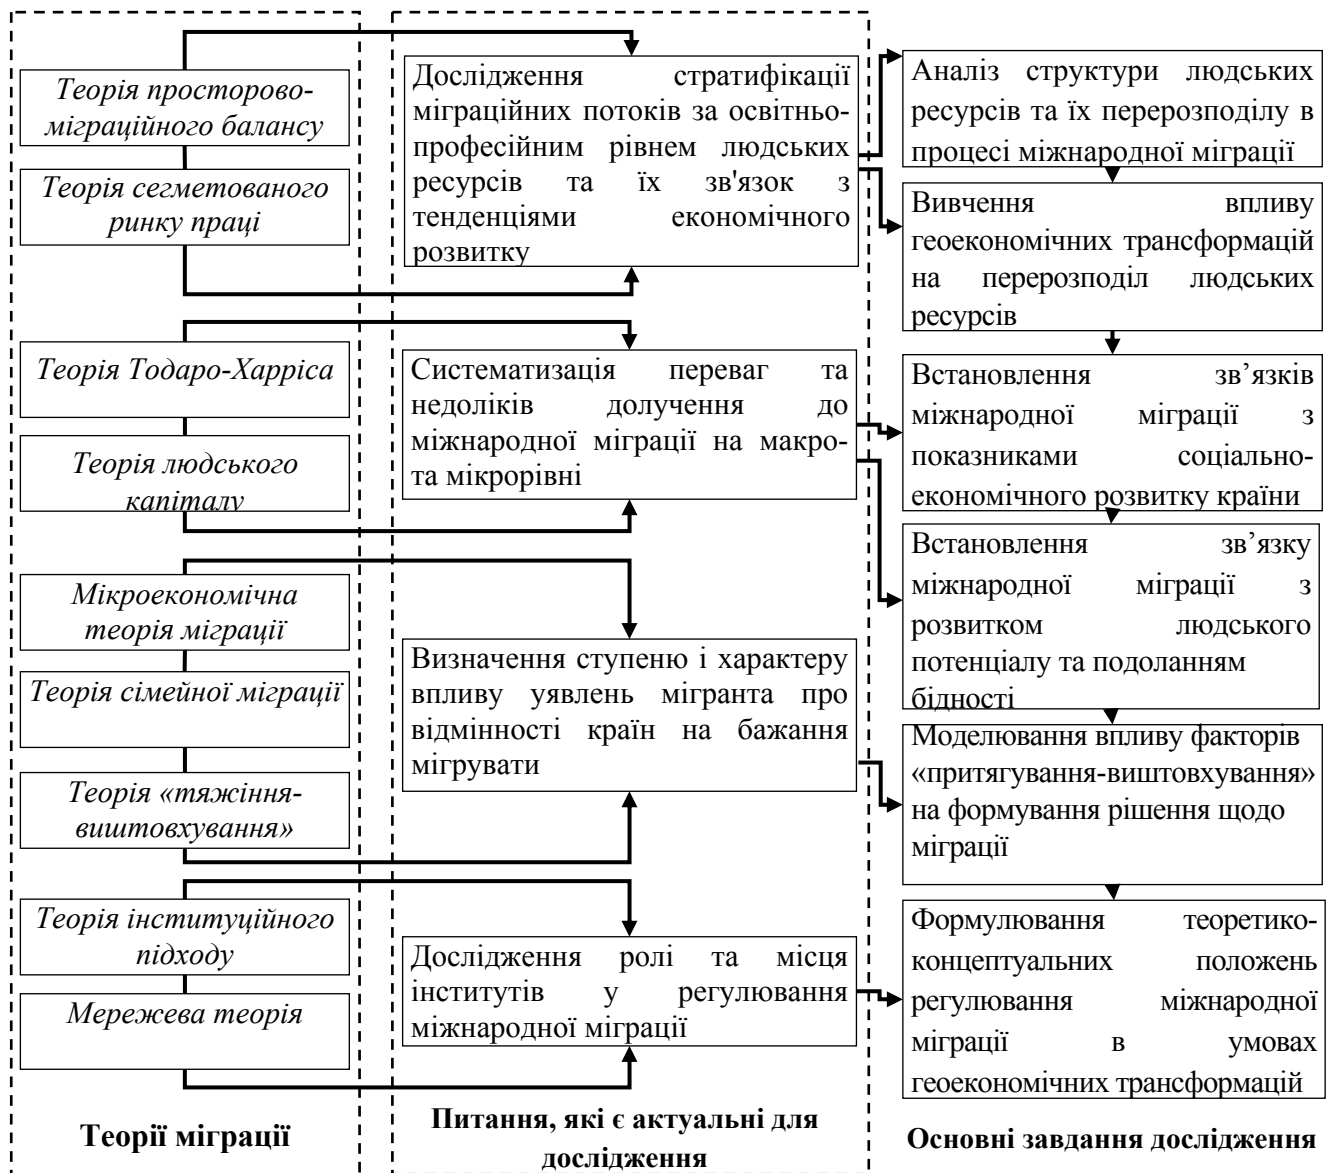 Теорія просторово-
міграційного балансу
Теорія сегметованого
ринку праці
Теорія Тодаро-Харріса
Теорія людського
капіталу
Мікроекономічна
теорія міграції
Теорія сімейної міграції
Теорія «тяжіння-
виштовхування»
Теорія інституційного
підходу
Мережева теорія
Теорії міграції
Дослідження стратифікації
міграційних потоків за освітньо-
професійним рівнем людських
ресурсів та їх зв'язок з
тенденціями економічного
розвитку
Систематизація переваг та
недоліків долучення до
міжнародної міграції на макро-
та мікрорівні
Визначення ступеню і характеру
впливу уявлень мігранта про
відмінності країн на бажання
мігрувати
Дослідження ролі та місця
інститутів у регулювання
міжнародної міграції
Питання, які є актуальні для
дослідження
Аналіз структури людських
ресурсів та їх перерозподілу в
процесі міжнародної міграції
Вивчення впливу
геоекономічних трансформацій
на перерозподіл людських
ресурсів
Встановлення зв’язків
міжнародної міграції з
показниками соціально-
економічного розвитку країни
Встановлення зв’язку
міжнародної міграції з
розвитком людського
потенціалу та подоланням
бідності
Моделювання впливу факторів
«притягування-виштовхування»
на формування рішення щодо
міграції
Формулювання теоретико-
концептуальних положень
регулювання міжнародної
міграції в умовах
геоекономічних трансформацій
Основні завдання дослідження